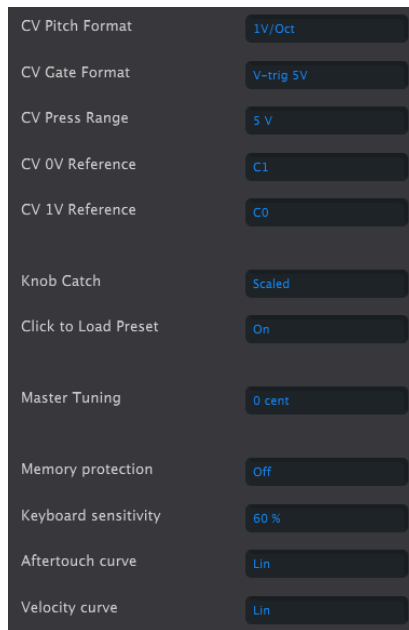 CV Pitch Format 1V/Oct
CV Gate Format V-trig 5V
CV Press Range 5 V
CV 0V Reference C1
CV 1V Reference C0
Knob Catch Scaled
Click to Load Preset On
Master Tuning 0 cent
Memory protection Off
Keyboard sensitivity 60 %
Aftertouch curve Lin
Velocity curve Lin